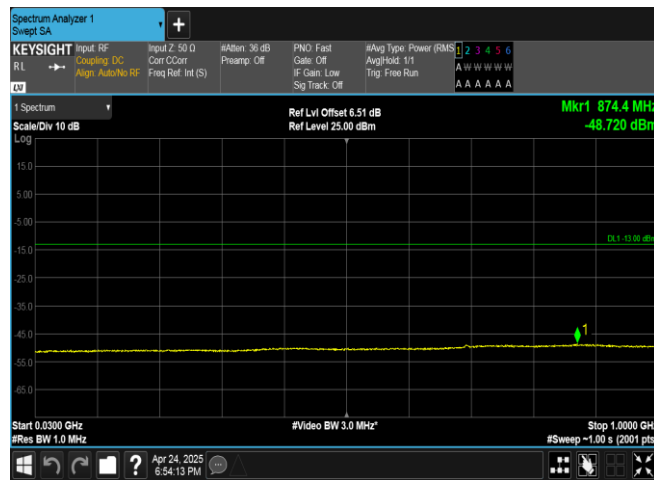 Spectrum Analyzer 1
Swept SA
+
KEYSIGHT
RL
LXI
Input: RF
Coupling: DC
Align: Auto/No RF
Input Z: 50 Ω
Corr CCorr
Freq Ref: Int (S)
#Atten: 36 dB
Preamp: Off
PNO: Fast
Gate: Off
IF Gain: Low
Sig Track: Off
#Avg Type: Power (RMS
Avg|Hold: 1/1
Trig: Free Run
1 2 3 4 5 6
A W W W W W
A A A A A A
1 Spectrum
Scale/Div 10 dB
Log
Ref Lvl Offset 6.51 dB
Ref Level 25.00 dBm
Mkr1 874.4 MHz
-48.720 dBm
15.0
5.00
-5.00
-15.0
-25.0
-35.0
-45.0
-55.0
-65.0
DL1 -13.00 dBm
1
Start 0.0300 GHz
#Res BW 1.0 MHz
#Video BW 3.0 MHz*
Stop 1.0000 GHz
#Sweep ~1.00 s (2001 pts
?
Apr 24, 2025
6:54:13 PM